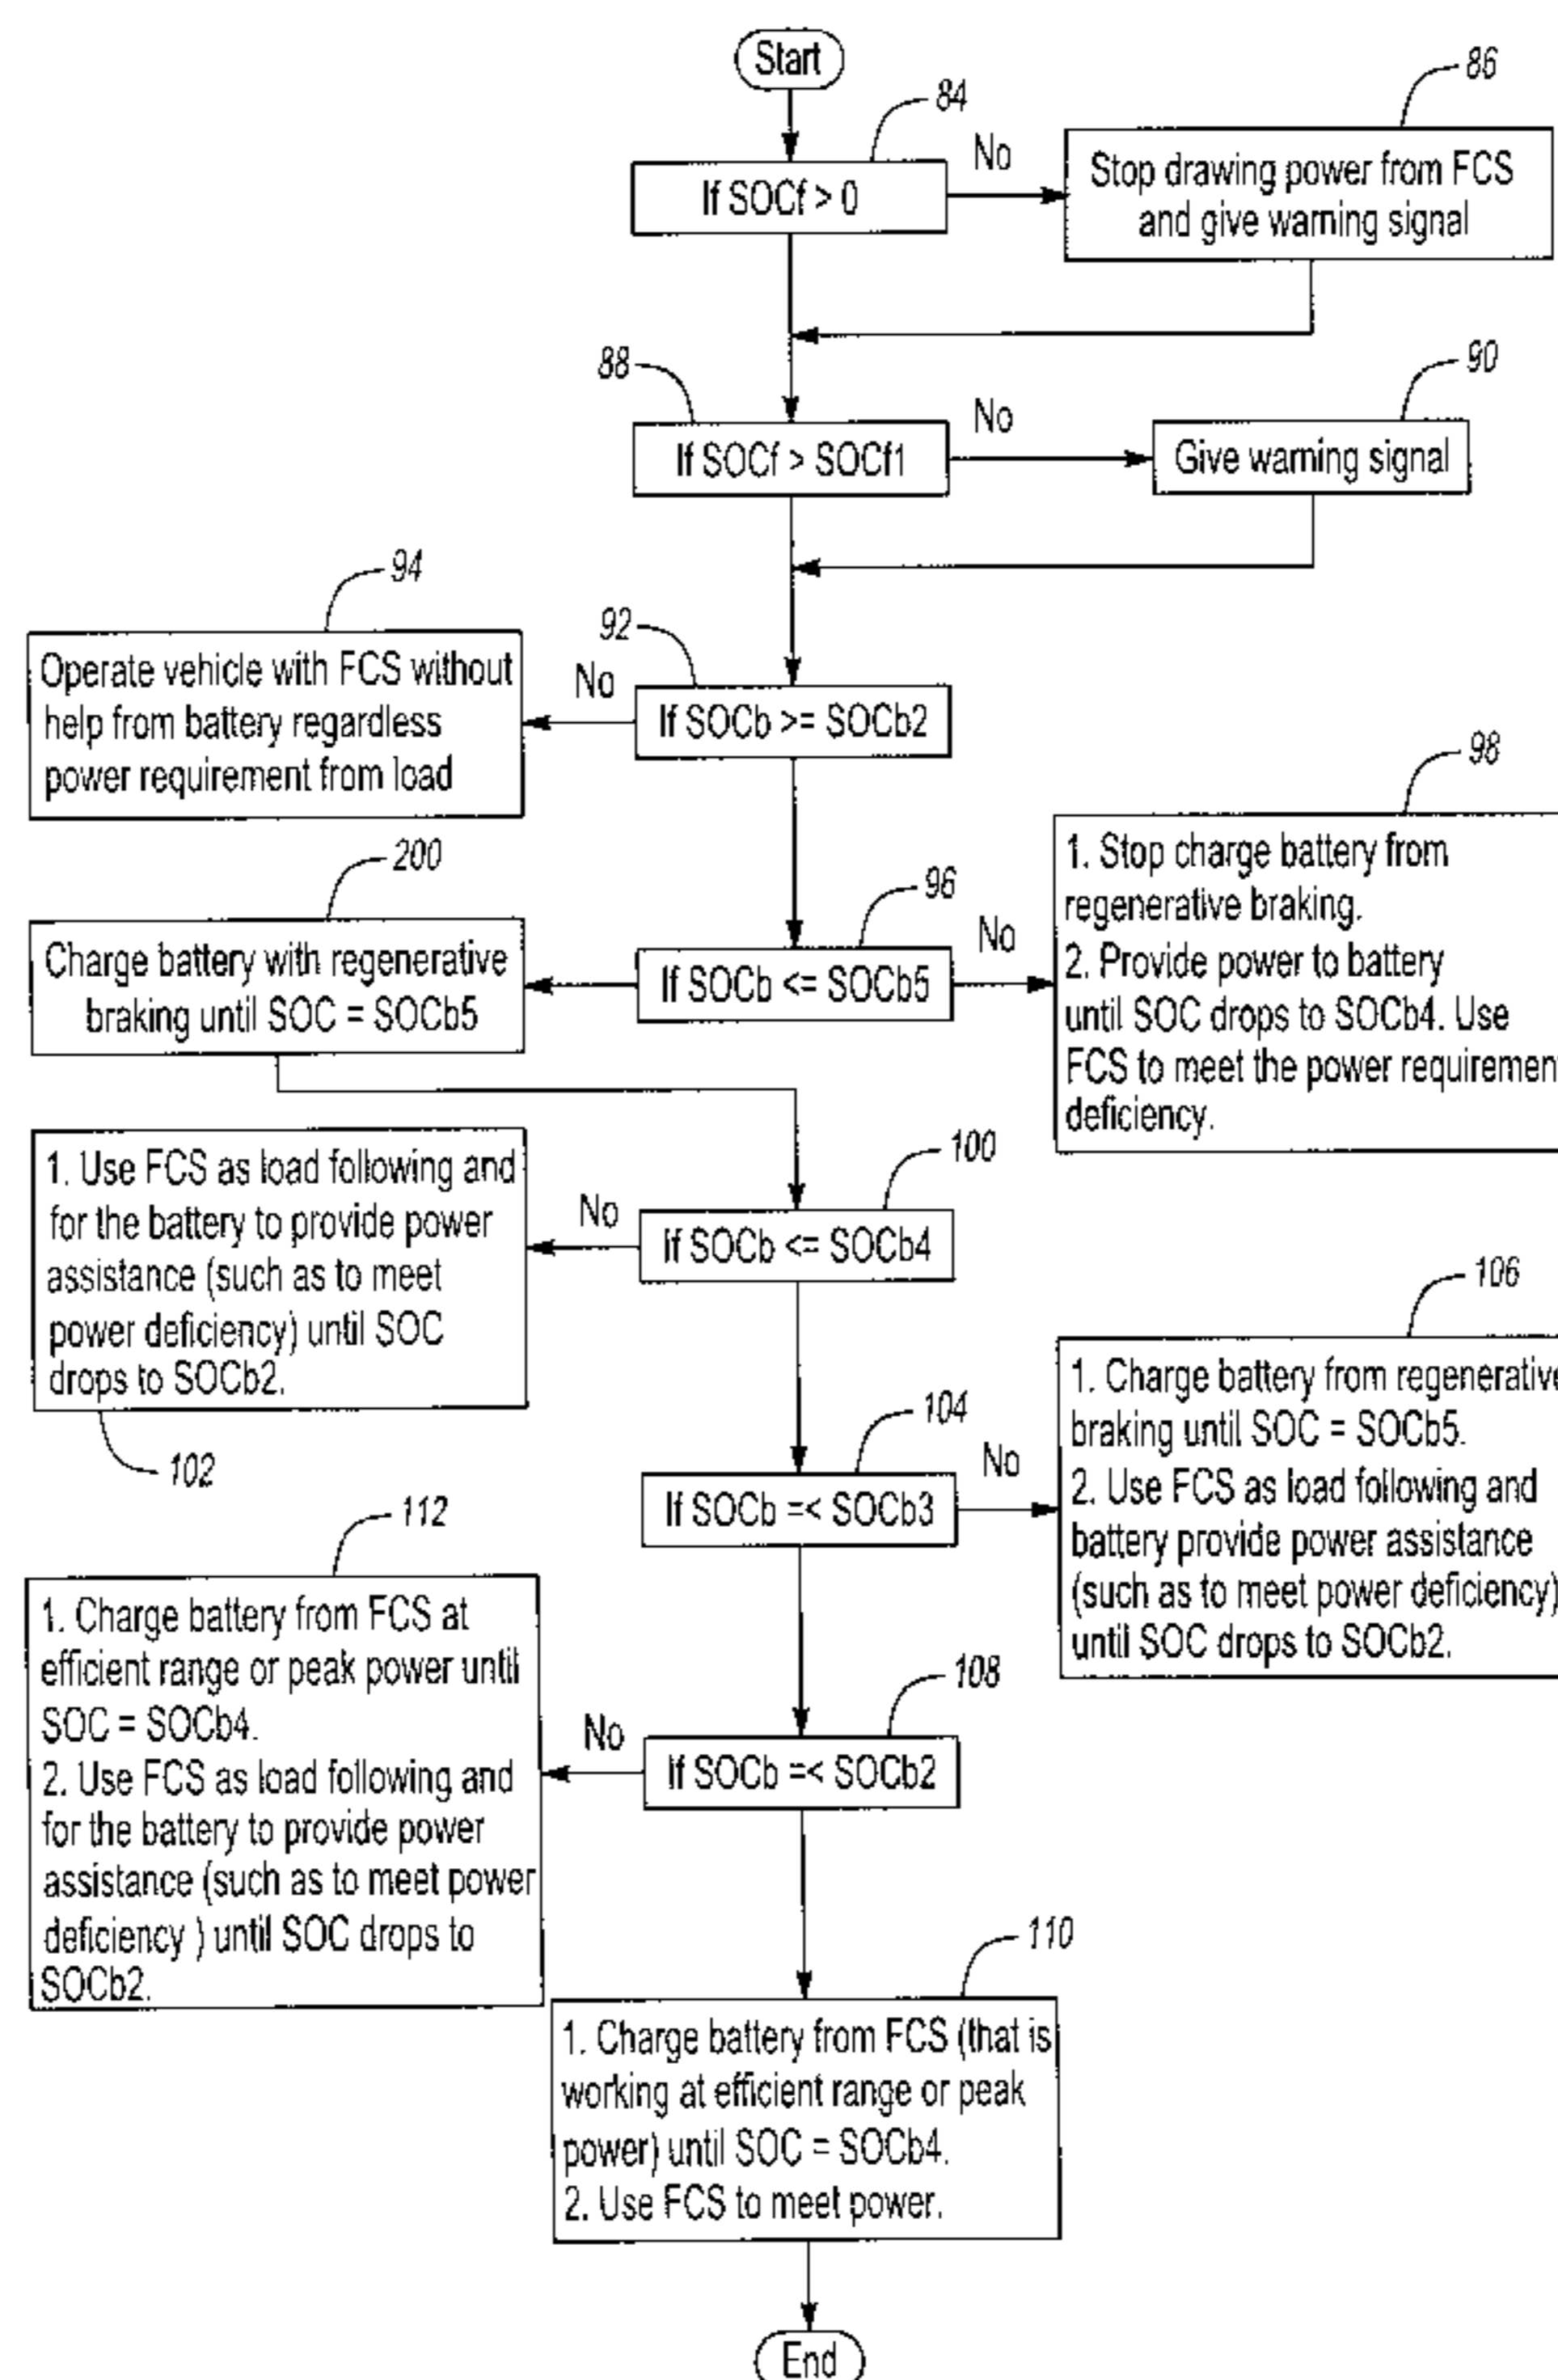 Start
84
86
If SOCf > 0
No
Stop drawing power from FCS
and give warning signal
88
90
If SOCf > SOCf1
No
Give warning signal
94
92
Operate vehicle with FCS without
help from battery regardless
power requirement from load
No
If SOCb >= SOCb2
98
200
96
Charge battery with regenerative
braking until SOC = SOCb5
If SOCb <= SOCb5
No
1. Stop charge battery from
regenerative braking.
2. Provide power to battery
until SOC drops to SOCb4. Use
FCS to meet the power requirement
deficiency.
100
1. Use FCS as load following and
for the battery to provide power
assistance (such as to meet
power deficiency) until SOC
drops to SOCb2.
No
If SOCb <= SOCb4
102
106
104
If SOCb =< SOCb3
No
1. Charge battery from regenerative
braking until SOC = SOCb5.
2. Use FCS as load following and
battery provide power assistance
(such as to meet power deficiency)
until SOC drops to SOCb2.
112
108
1. Charge battery from FCS at
efficient range or peak power until
SOC = SOCb4.
2. Use FCS as load following and
for the battery to provide power
assistance (such as to meet power
deficiency ) until SOC drops to
SOCb2.
No
If SOCb =< SOCb2
110
1. Charge battery from FCS (that is
working at efficient range or peak
power) until SOC = SOCb4.
2. Use FCS to meet power.
End